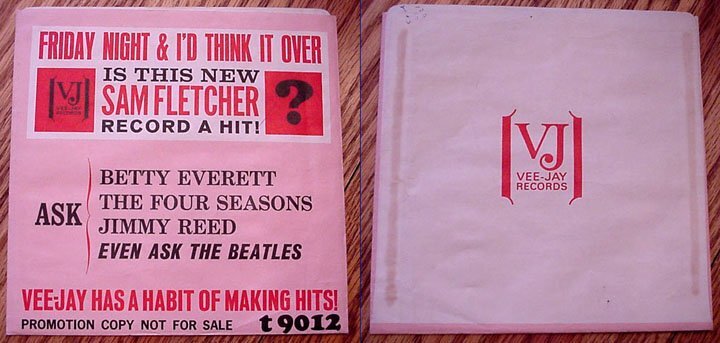 FRIDAY NIGHT & I'D THINK IT OVER
IS THIS NEW
SAM FLETCHER
RECORD A HIT!
?
VJ
VEE-JAY
RECORDS
ASK
BETTY EVERETT
THE FOUR SEASONS
JIMMY REED
EVEN ASK THE BEATLES
VEE-JAY HAS A HABIT OF MAKING HITS!
PROMOTION COPY NOT FOR SALE t 9012
VJ
VEE-JAY
RECORDS